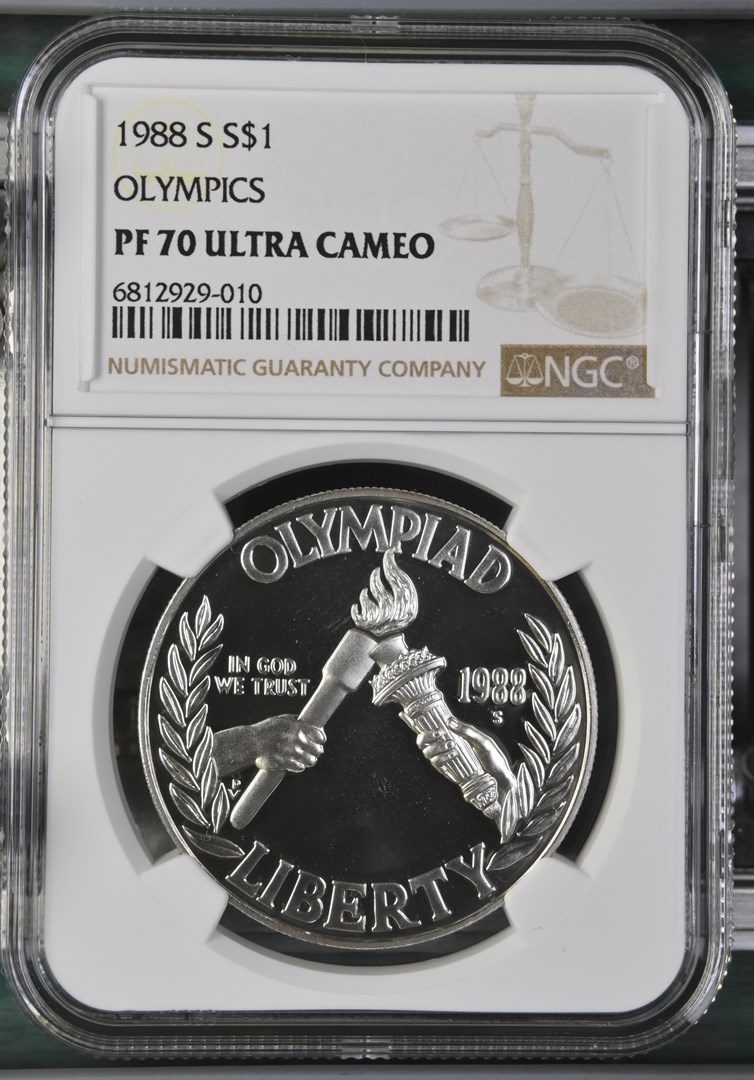 1988 S S$1
OLYMPICS
PF 70 ULTRA CAMEO
6812929-010
NUMISMATIC GUARANTY COMPANY
NGC®
OLYMPIAD
IN GOD
WE TRUST
1988
S
P
LIBERTY